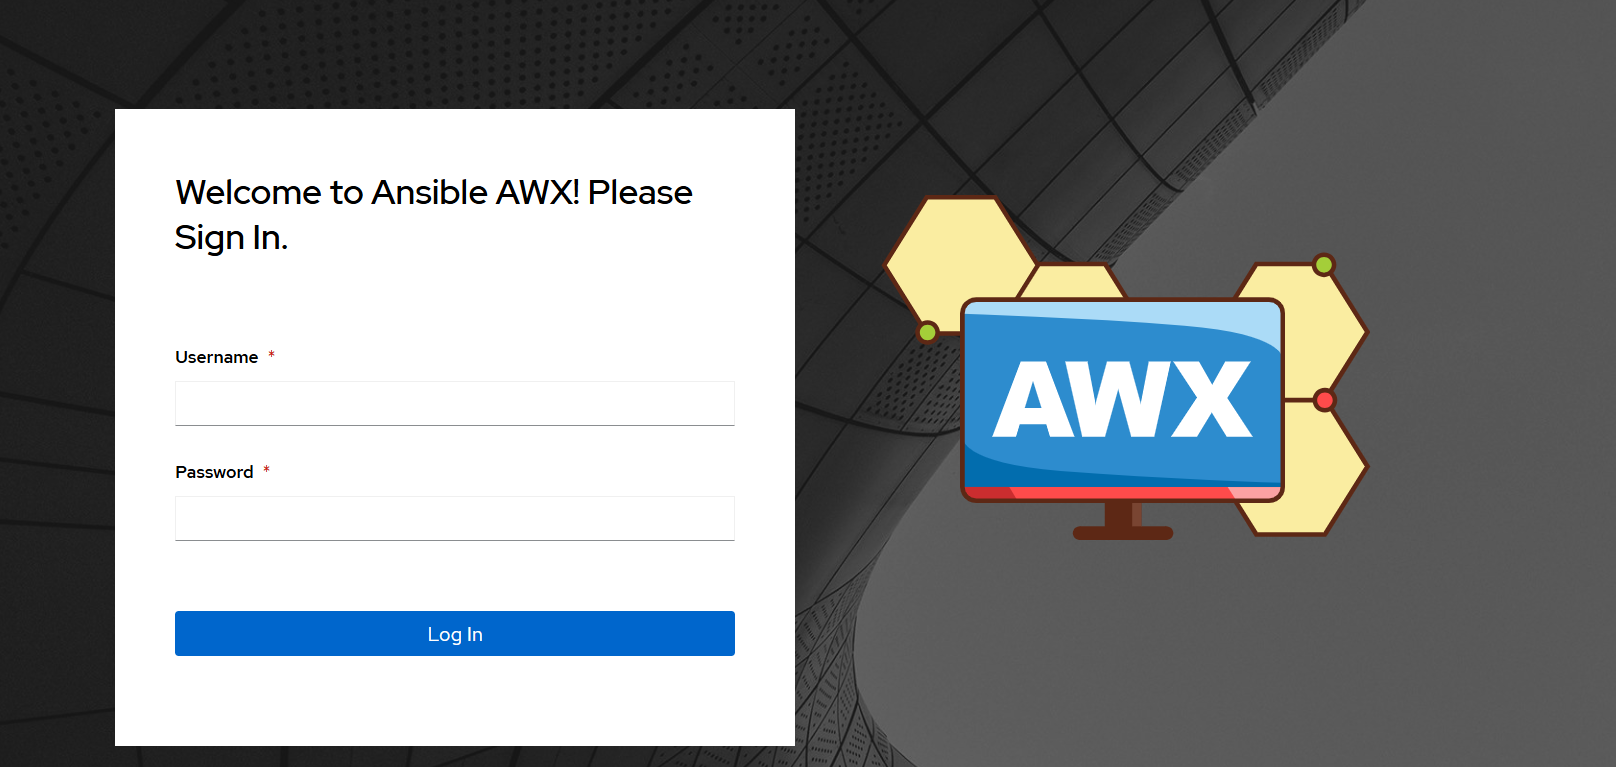 Welcome to Ansible AWX! Please
Sign In.
Username *
Password *
Log In
AWX